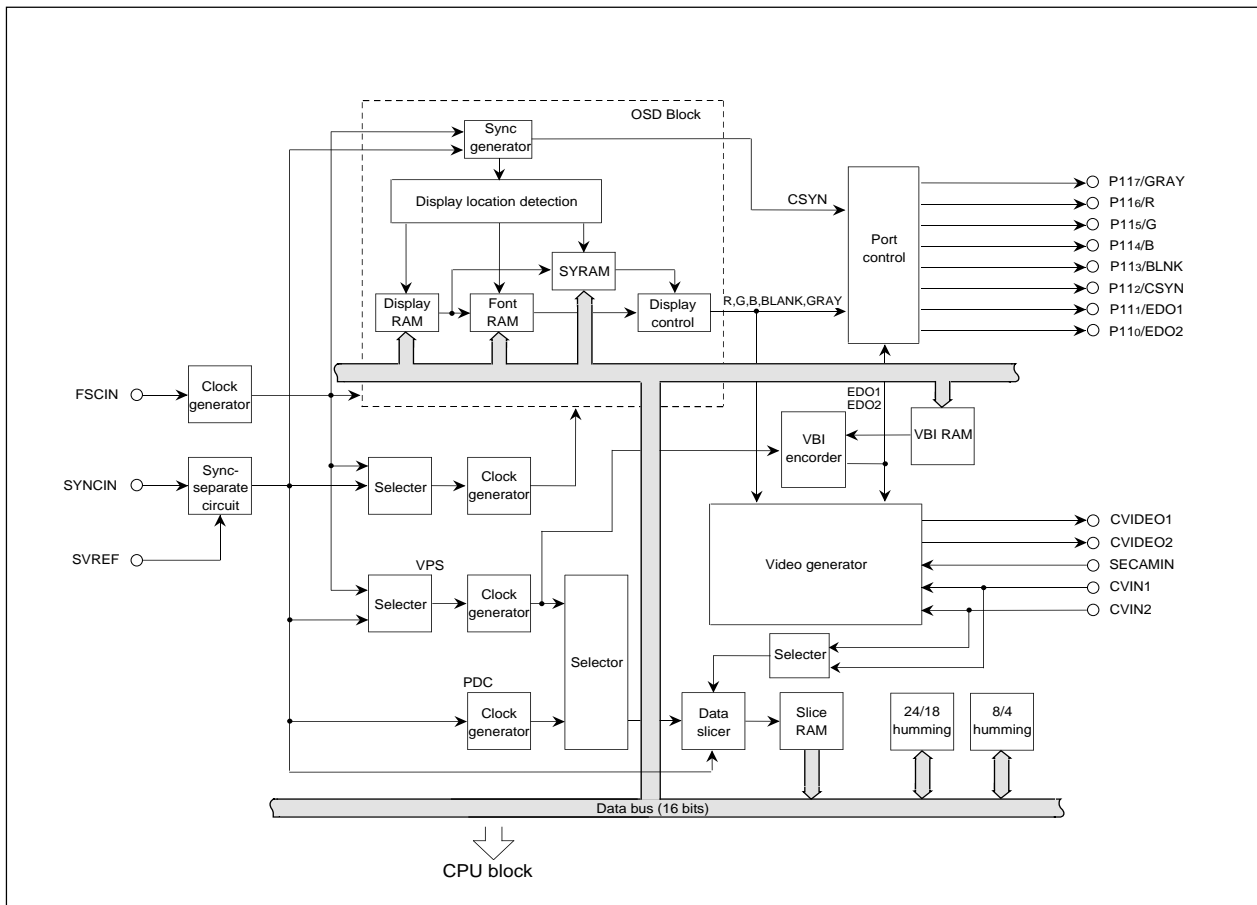 OSD Block
Sync
generator
Display location detection
CSYN
SYRAM
Display
RAM
Font
RAM
Display
control
R,G,B,BLANK,GRAY
Port
control
P117/GRAY
P116/R
P115/G
P114/B
P113/BLNK
P112/CSYN
P111/EDO1
P110/EDO2
FSCIN
Clock
generator
EDO1
EDO2
VBI
encorder
VBI RAM
SYNCIN
Sync-
separate
circuit
SVREF
Selecter
Clock
generator
Video generator
CVIDEO1
CVIDEO2
SECAMIN
CVIN1
CVIN2
VPS
Selecter
Clock
generator
Selector
Selecter
PDC
Clock
generator
Data
slicer
Slice
RAM
24/18
humming
8/4
humming
Data bus (16 bits)
CPU block